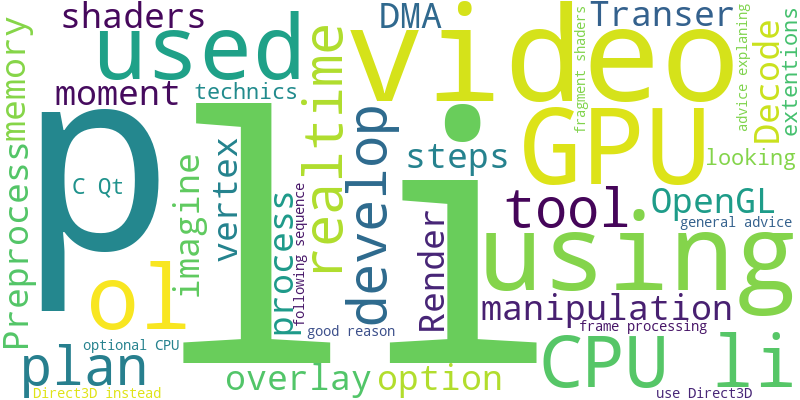 shaders
DMA
Transer
used
video
moment
technics
realtime
fragment shaders
advice explaning
Decode
extentions
Preprocess
memory
p
li
C Qt
imagine
vertex
develop
steps
GPU
looking
process
following sequence
tool
OpenGL
general advice
ol
Render
using
manipulation
good reason
frame processing
optional CPU
plan
overlay
option
CPU li
Direct3D instead
use Direct3D